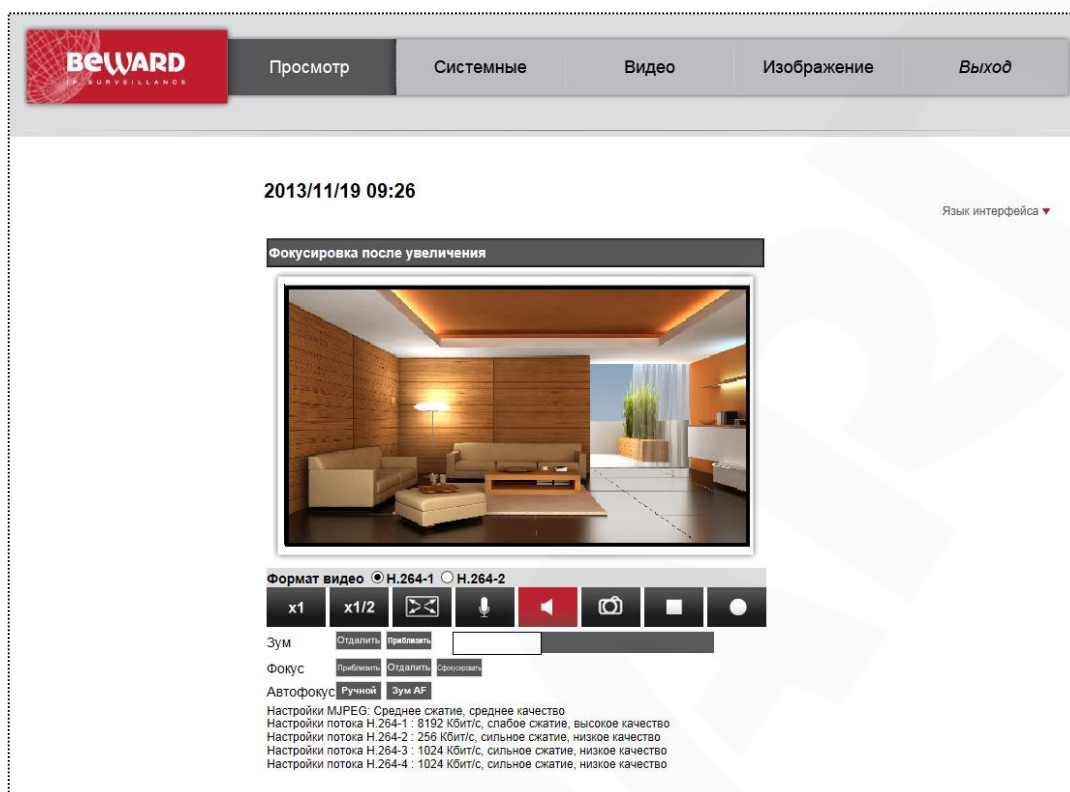 BEWARD
IP SURVEILLANCE
Просмотр Системные Видео Изображение Выход
2013/11/19 09:26
Язык интерфейса
Фокусировка после увеличения
Формат видео H.264-1 H.264-2
x1 x1/2
Зум Отдалить Приблизить
Фокус Приблизить Отдалить Сфокусировать
Автофокус Ручной Зум AF
Настройки MJPEG: Среднее сжатие, среднее качество
Настройки потока H.264-1 : 8192 Кбит/с, слабое сжатие, высокое качество
Настройки потока H.264-2 : 256 Кбит/с, сильное сжатие, низкое качество
Настройки потока H.264-3 : 1024 Кбит/с, сильное сжатие, низкое качество
Настройки потока H.264-4 : 1024 Кбит/с, сильное сжатие, низкое качество